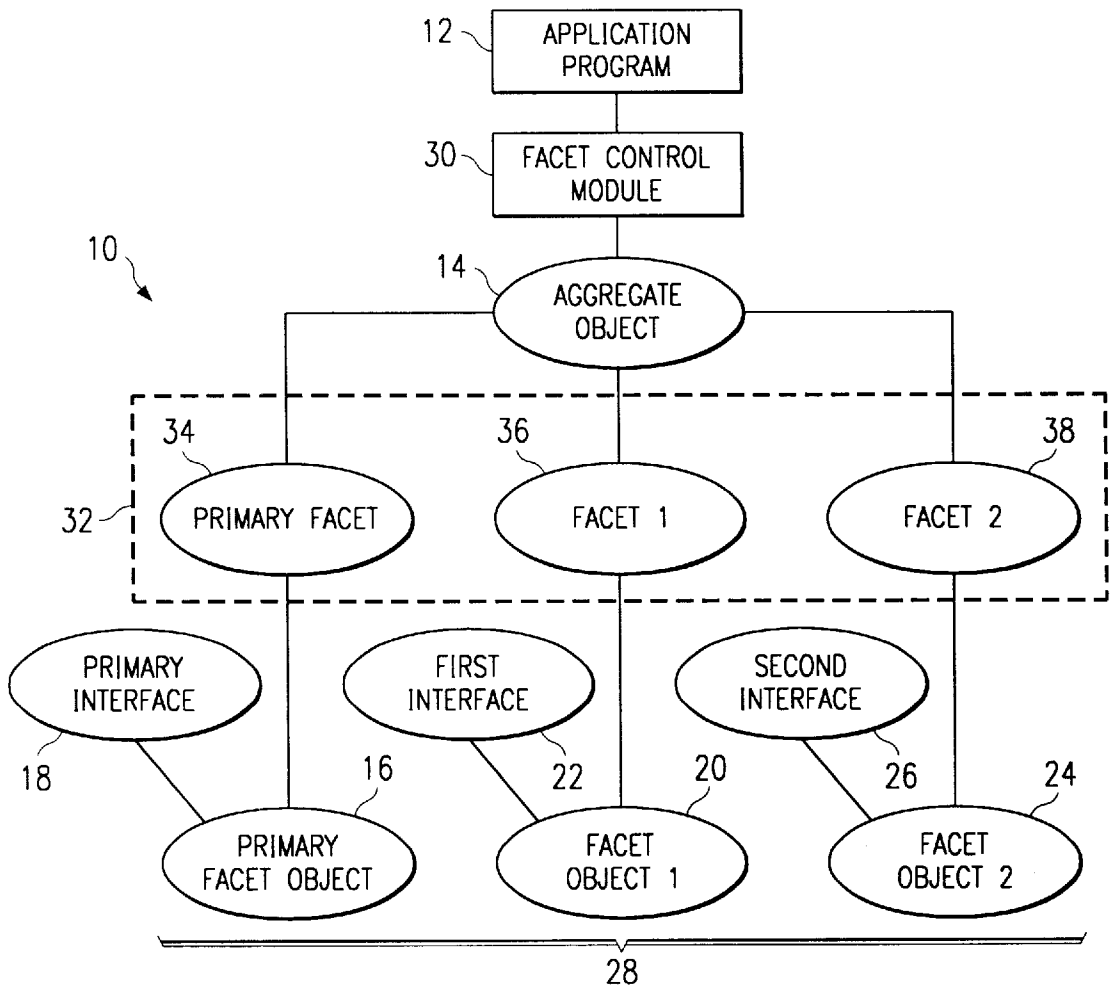 12
APPLICATION
PROGRAM
30
FACET CONTROL
MODULE
10
14
AGGREGATE
OBJECT
34
36
38
32
PRIMARY FACET
FACET 1
FACET 2
PRIMARY
INTERFACE
FIRST
INTERFACE
SECOND
INTERFACE
18
16
22
20
26
24
PRIMARY
FACET OBJECT
FACET
OBJECT 1
FACET
OBJECT 2
28